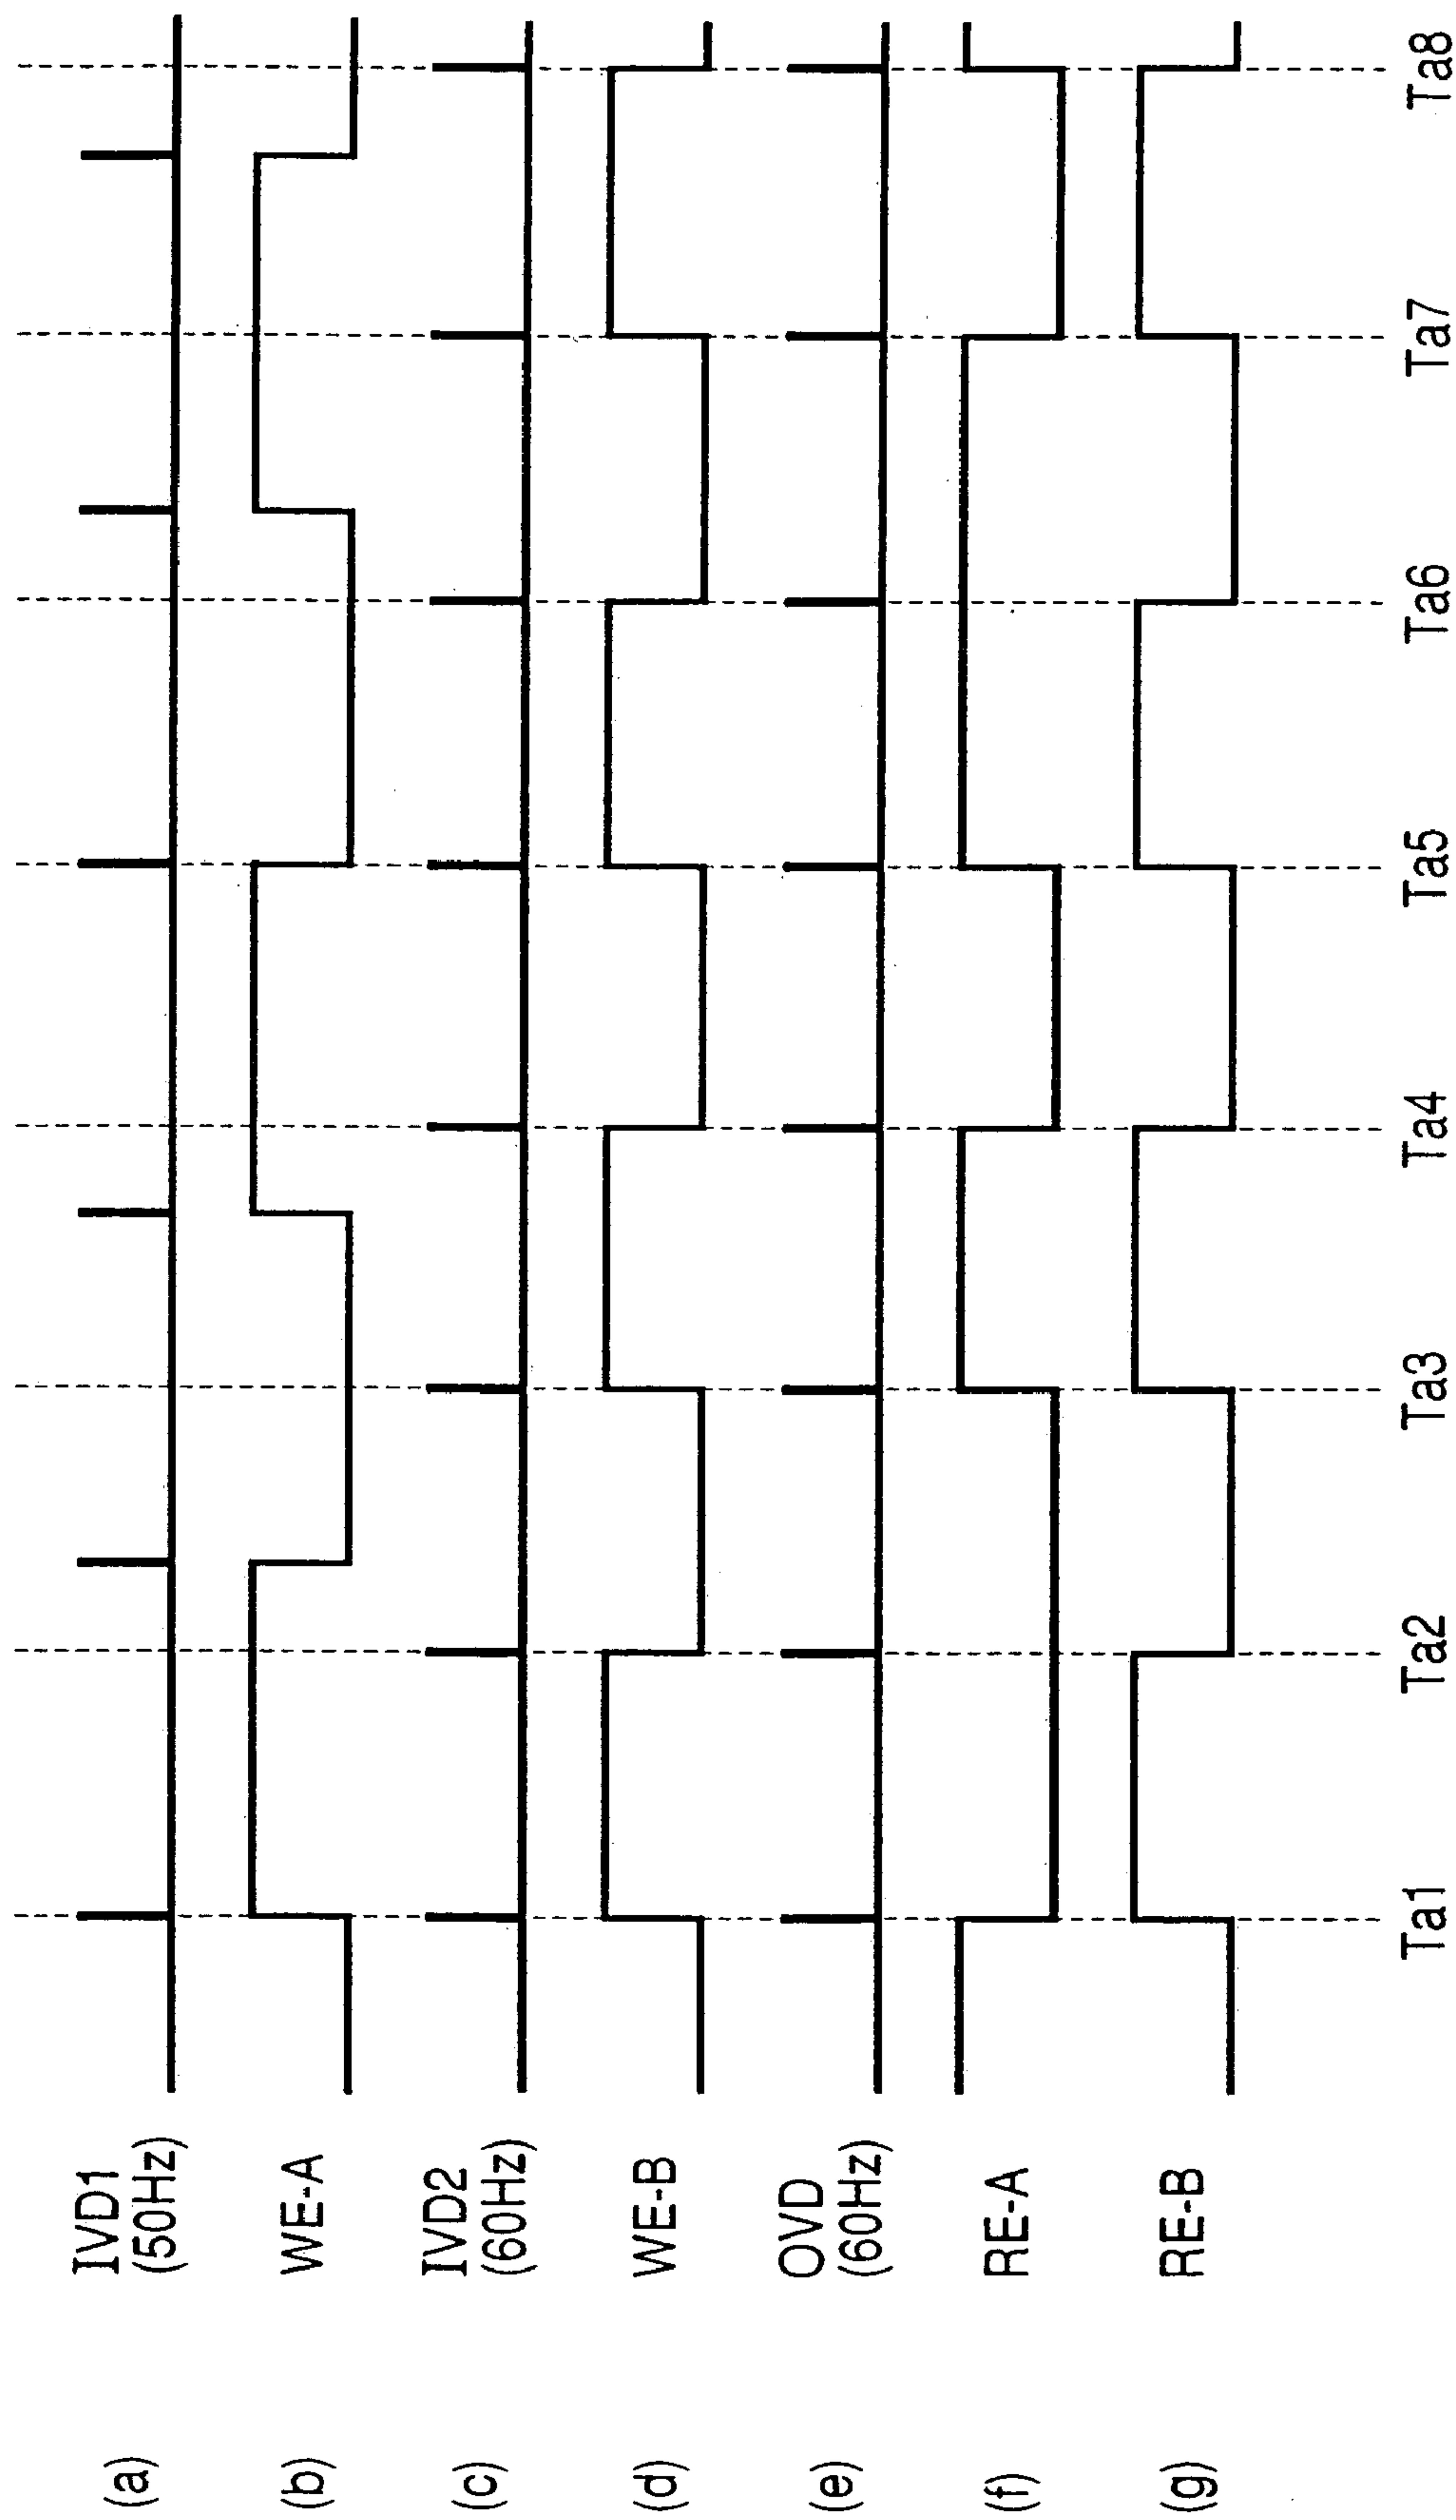 (a) IVD1
(50Hz)
(b) WE-A
(c) IVD2
(60Hz)
(d) WE-B
(e) OVD
(60Hz)
(f) RE-A
(g) RE-B
Ta1 Ta2 Ta3 Ta4 Ta5 Ta6 Ta7 Ta8